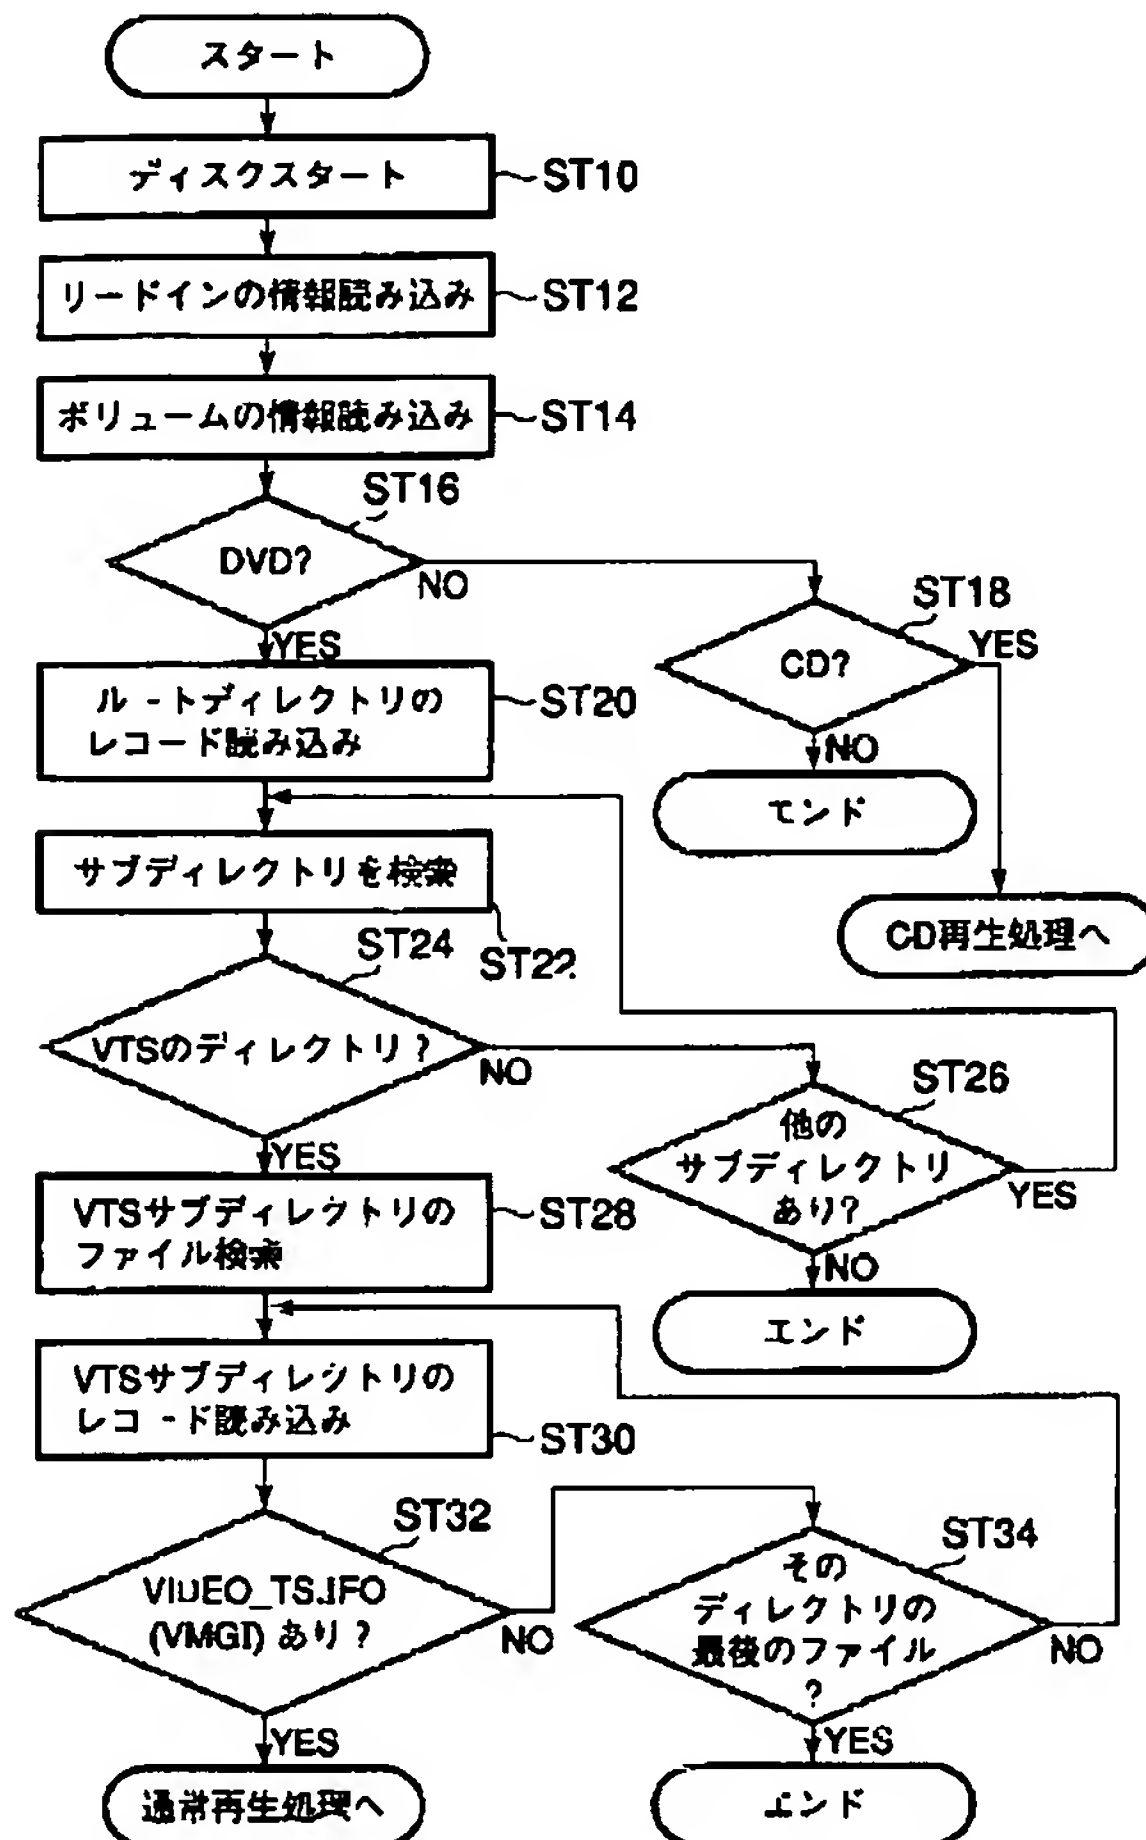 スタート
ディスクスタート
ST10
リードインの情報読み込み
ST12
ボリュームの情報読み込み
ST14
ST16
DVD?
NO
YES
ST18
CD?
YES
NO
エンド
CD再生処理へ
ルートディレクトリの
レコード読み込み
ST20
サブディレクトリを検索
ST22
ST24
VTSのディレクトリ?
NO
YES
ST26
他の
サブディレクトリ
あり?
YES
NO
エンド
VTSサブディレクトリの
ファイル検索
ST28
VTSサブディレクトリの
レコード読み込み
ST30
ST32
VIDEO_TS.IFO
(VMGI) あり?
NO
YES
通常再生処理へ
ST34
その
ディレクトリの
最後のファイル
?
NO
YES
エンド